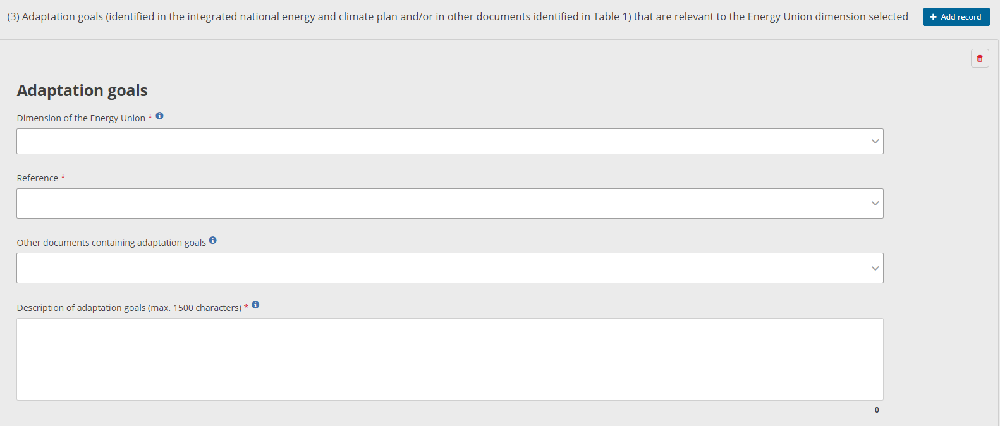 (3) Adaptation goals (identified in the integrated national energy and climate plan and/or in other documents identified in Table 1) that are relevant to the Energy Union dimension selected
+ Add record
Adaptation goals
Dimension of the Energy Union *
Reference *
Other documents containing adaptation goals
Description of adaptation goals (max. 1500 characters) *
0